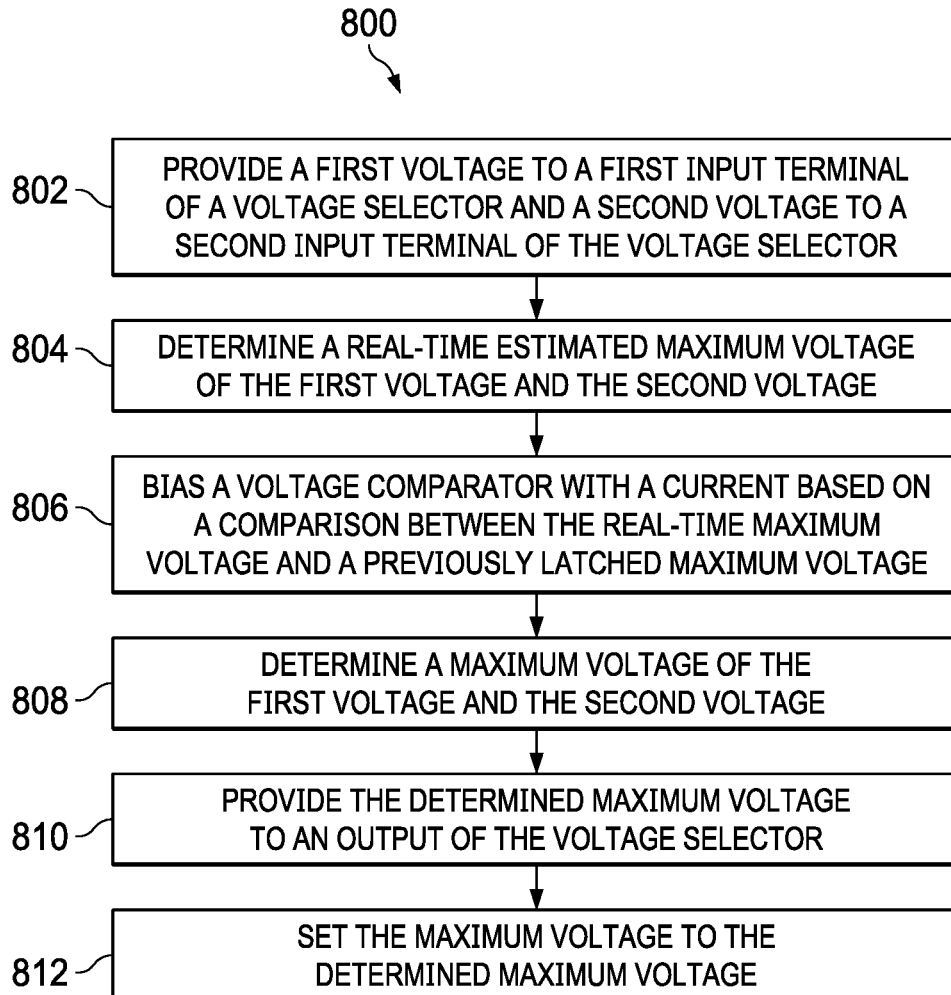 800
802
PROVIDE A FIRST VOLTAGE TO A FIRST INPUT TERMINAL
OF A VOLTAGE SELECTOR AND A SECOND VOLTAGE TO A
SECOND INPUT TERMINAL OF THE VOLTAGE SELECTOR
804
DETERMINE A REAL-TIME ESTIMATED MAXIMUM VOLTAGE
OF THE FIRST VOLTAGE AND THE SECOND VOLTAGE
806
BIAS A VOLTAGE COMPARATOR WITH A CURRENT BASED ON
A COMPARISON BETWEEN THE REAL-TIME MAXIMUM
VOLTAGE AND A PREVIOUSLY LATCHED MAXIMUM VOLTAGE
808
DETERMINE A MAXIMUM VOLTAGE OF THE
FIRST VOLTAGE AND THE SECOND VOLTAGE
810
PROVIDE THE DETERMINED MAXIMUM VOLTAGE
TO AN OUTPUT OF THE VOLTAGE SELECTOR
812
SET THE MAXIMUM VOLTAGE TO THE
DETERMINED MAXIMUM VOLTAGE